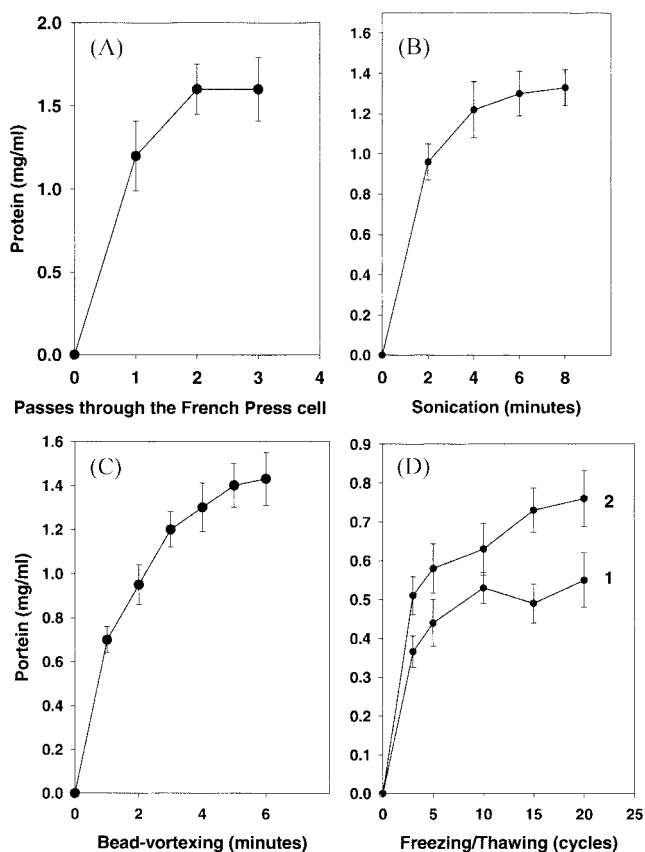 (A)
Protein (mg/ml)
2.0
1.5
1.0
0.5
0.0
0 1 2 3 4
Passes through the French Press cell
(B)
1.4
1.2
1.0
0.8
0.6
0.4
0.2
0.0
0 2 4 6 8
Sonication (minutes)
(C)
Portein (mg/ml)
1.6
1.4
1.2
1.0
0.8
0.6
0.4
0.2
0.0
0 2 4 6
Bead-vortexing (minutes)
(D)
0.9
0.8
0.7
0.6
0.5
0.4
0.3
0.2
0.1
0.0
2
1
0 5 10 15 20 25
Freezing/Thawing (cycles)